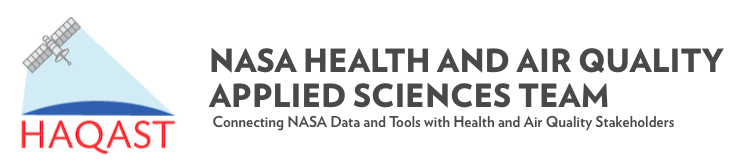 HAQAST
NASA HEALTH AND AIR QUALITY
APPLIED SCIENCES TEAM
Connecting NASA Data and Tools with Health and Air Quality Stakeholders